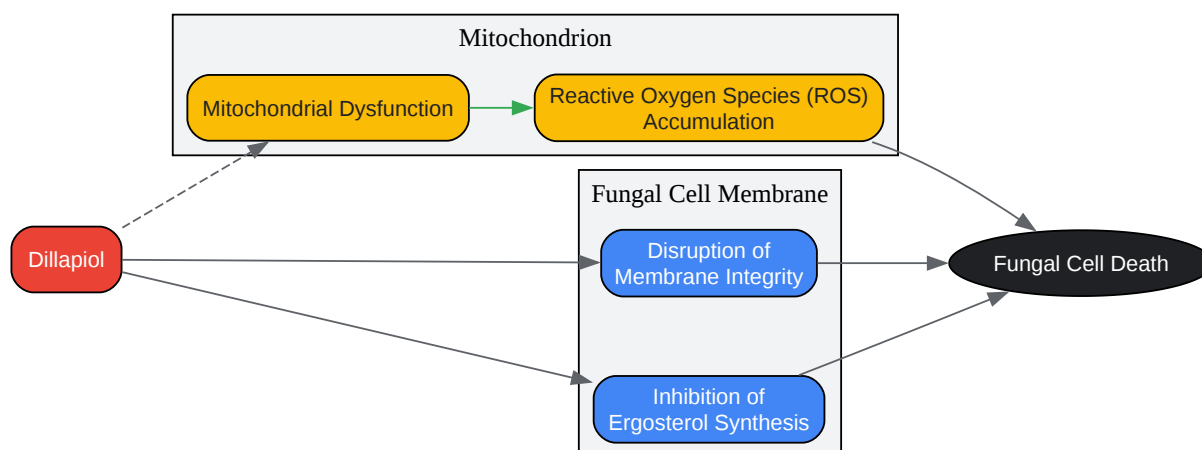 Mitochondrion
Mitochondrial Dysfunction
Reactive Oxygen Species (ROS)
Accumulation
Fungal Cell Membrane
Dillapiol
Disruption of
Membrane Integrity
Fungal Cell Death
Inhibition of
Ergosterol Synthesis